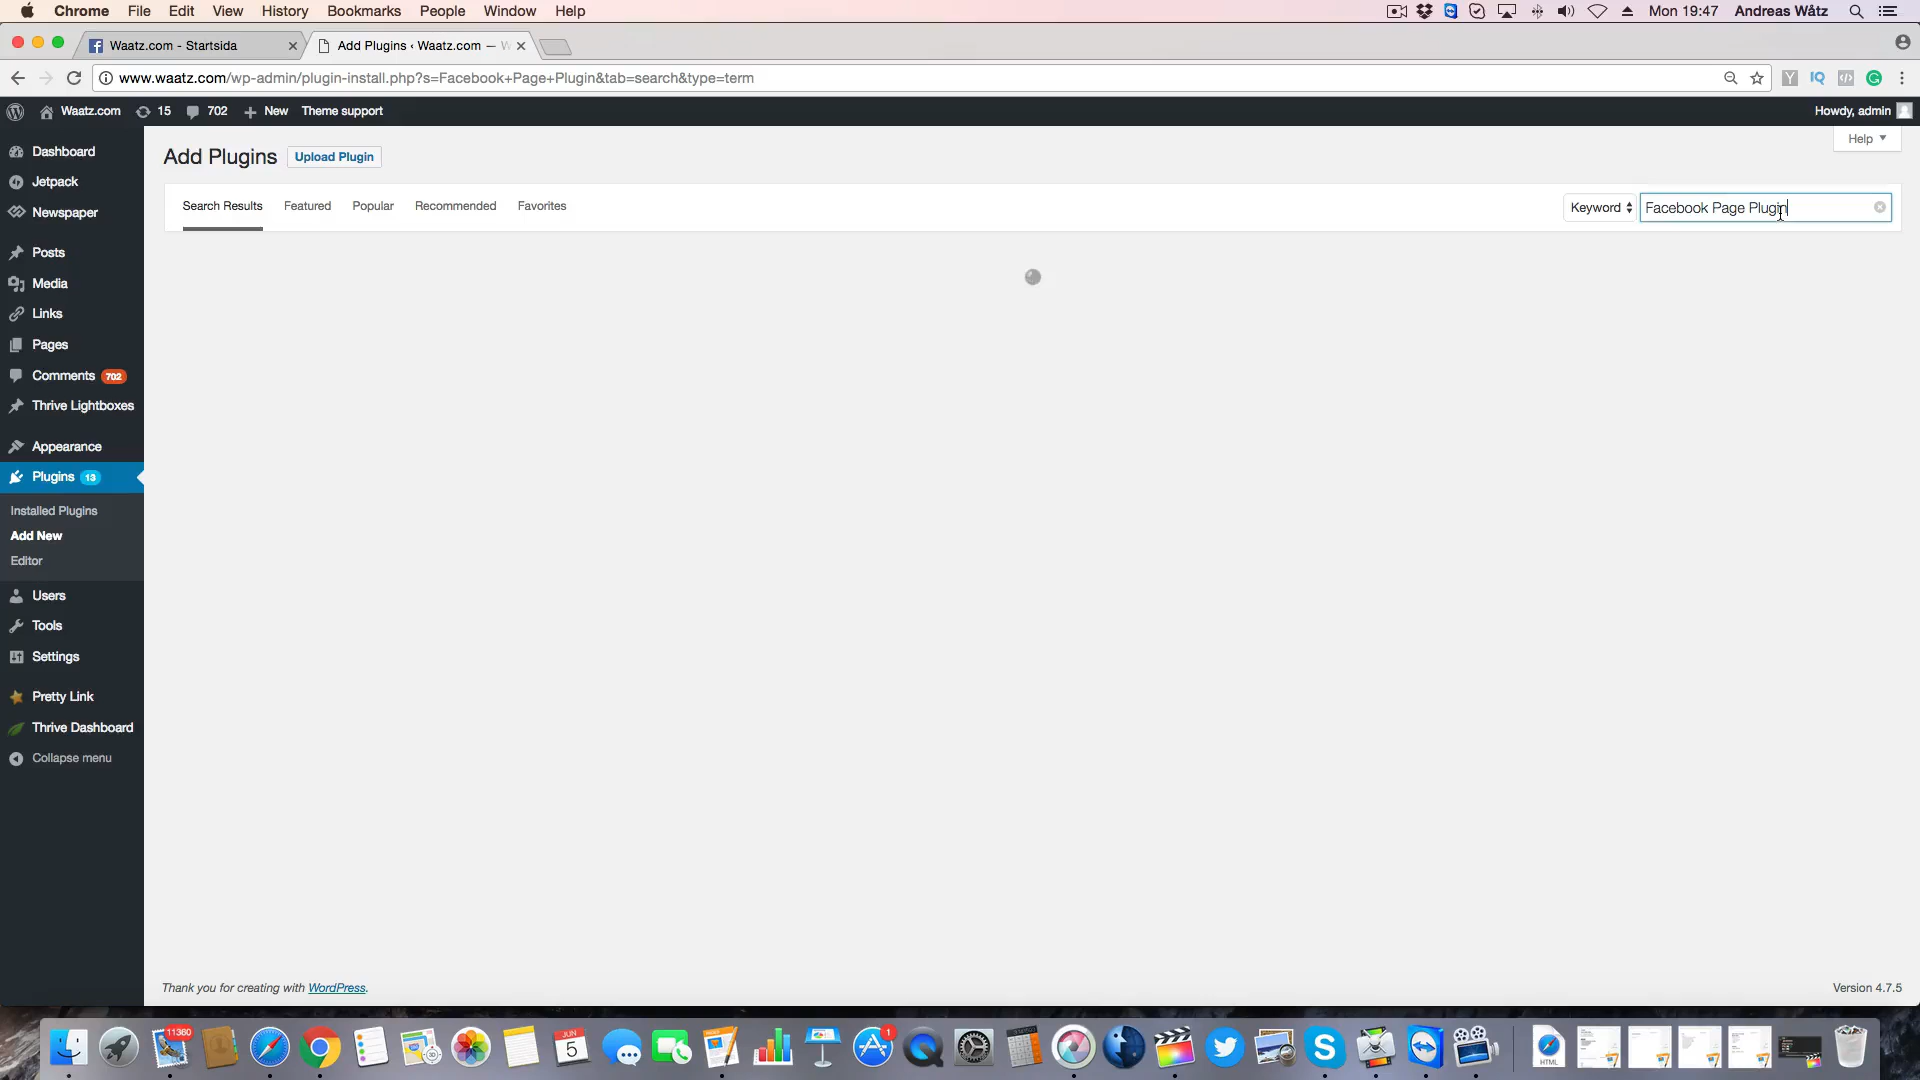 Chrome File Edit View History Bookmarks People Window Help
Mon 19:47 Andreas Wåtz
Waatz.com - Startsida
Add Plugins ‹ Waatz.com —
www.waatz.com/wp-admin/plugin-install.php?s=Facebook+Page+Plugin&tab=search&type=term
Waatz.com 15 702 New Theme support
Howdy, admin
Help
Add Plugins Upload Plugin
Search Results Featured Popular Recommended Favorites
Keyword Facebook Page Plugin
Dashboard
Jetpack
Newspaper
Posts
Media
Links
Pages
Comments 702
Thrive Lightboxes
Appearance
Plugins 13
Installed Plugins
Add New
Editor
Users
Tools
Settings
Pretty Link
Thrive Dashboard
Collapse menu
Thank you for creating with WordPress.
Version 4.7.5
11360
JUN
5
1
HTML